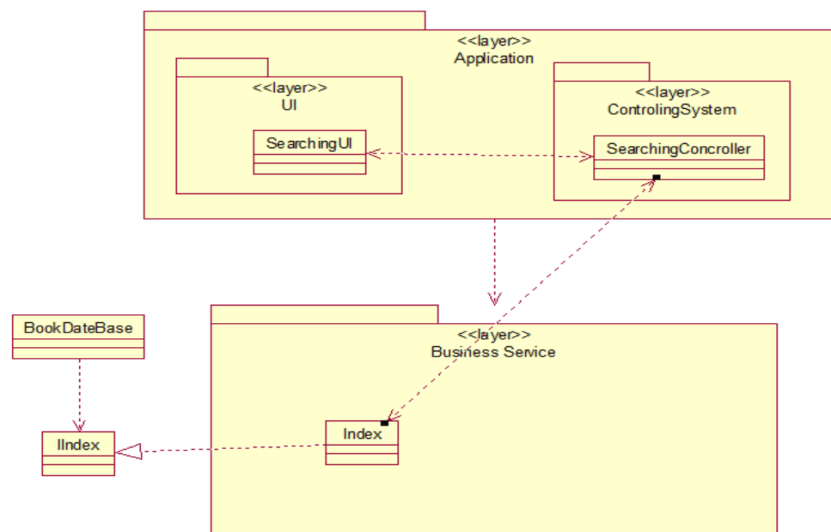 <<layer>>
Application
<<layer>>
UI
SearchingUI
<<layer>>
ControlingSystem
SearchingConcroller
BookDateBase
<<layer>>
Business Service
IIndex
Index